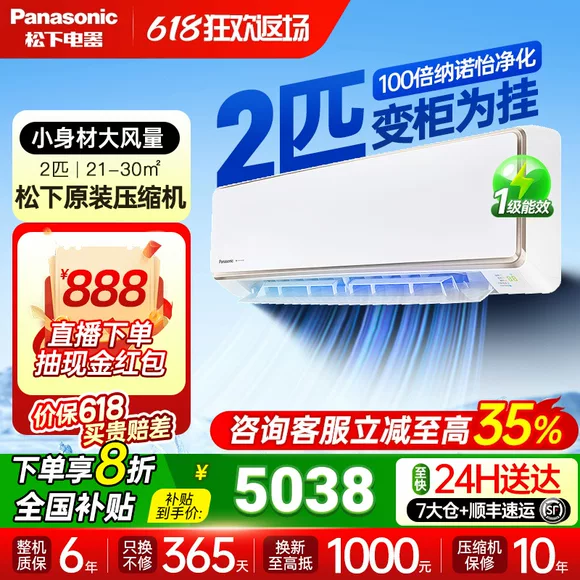 Panasonic
松下电器
618狂欢返场
100倍纳诺怡净化
2匹
变柜为挂
小身材大风量
2匹 | 21-30㎡
松下原装压缩机
1级能效
Panasonic
¥888
直播下单
抽现金红包
价保618
买贵赔差
咨询客服立减至高35%
下单享8折
全国补贴
补贴
到手价:
¥5038
至快
24H送达
7大仓+顺丰速运
SF
整机质保6年
只换不修365天
换新至高抵1000元
压缩机保修10年